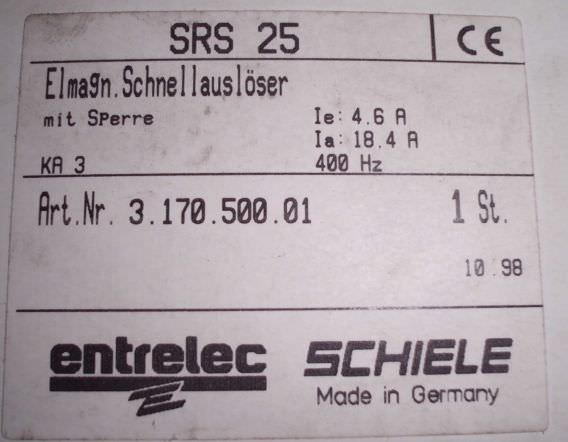 SRS 25 CE
Elmagn.Schnellauslöser
mit Sperre Ie: 4.6 A
Ia: 18.4 A
KA 3 400 Hz
Art.Nr. 3.170.500.01 1 St.
10.98
entrelec SCHIELE
Made in Germany